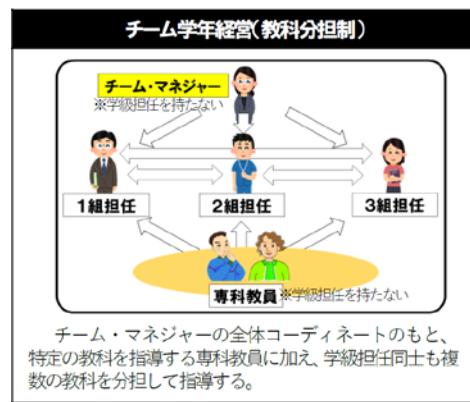 チーム学年経営(教科分担制)
チーム・マネジャー
※学級担任を持たない
1組担任
2組担任
3組担任
専科教員
※学級担任を持たない
チーム・マネジャーの全体コーディネートのもと、
特定の教科を指導する専科教員に加え、学級担任同士も複
数の教科を分担して指導する。